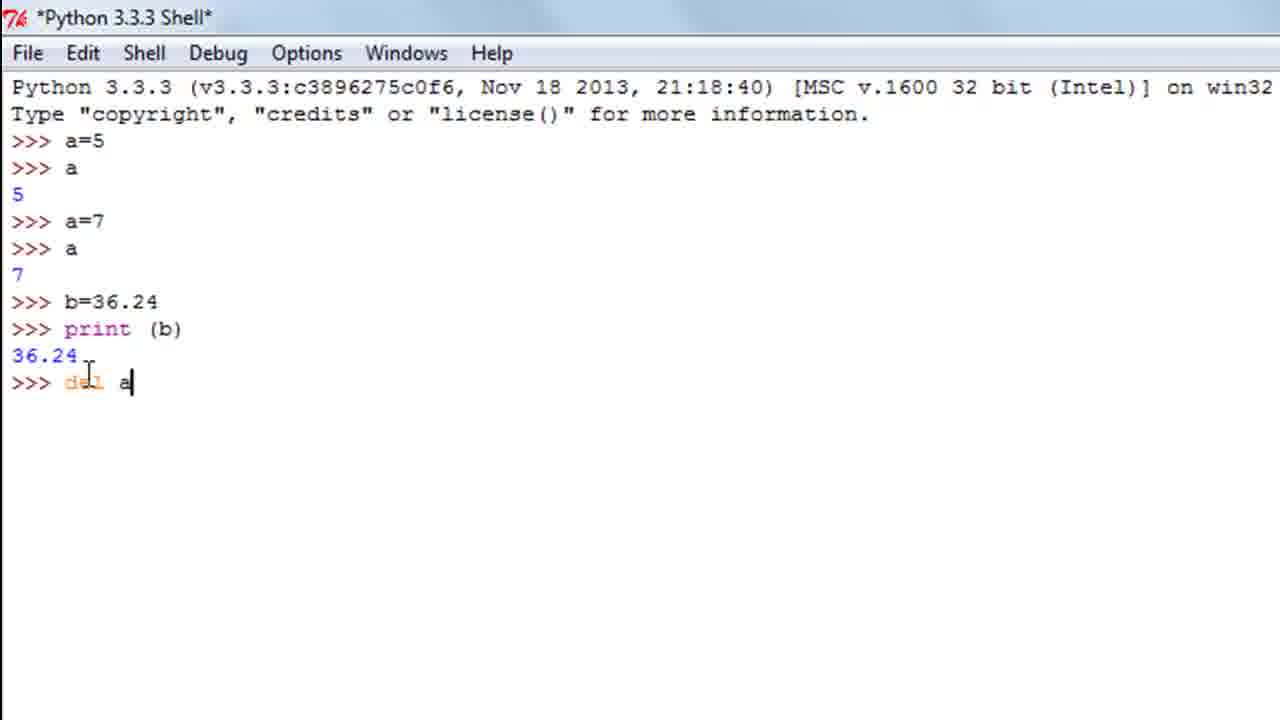 *Python 3.3.3 Shell*
File Edit Shell Debug Options Windows Help
Python 3.3.3 (v3.3.3:c3896275c0f6, Nov 18 2013, 21:18:40) [MSC v.1600 32 bit (Intel)] on win32
Type "copyright", "credits" or "license()" for more information.
>>> a=5
>>> a
5
>>> a=7
>>> a
7
>>> b=36.24
>>> print (b)
36.24
>>> del a